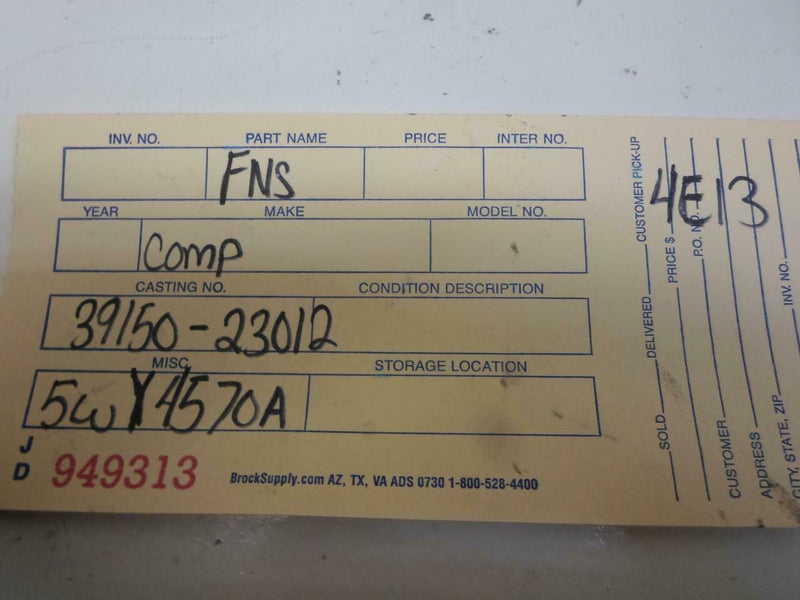 INV. NO. PART NAME PRICE INTER NO.
FNS
YEAR MAKE MODEL NO.
COMP
CASTING NO. CONDITION DESCRIPTION
39150-23012
MISC STORAGE LOCATION
5WY4570A
J
D 949313
BrockSupply.com AZ, TX, VA ADS 0730 1-800-528-4400
4E13
SOLD DELIVERED CUSTOMER PICK-UP
PRICE $
P.O. NO.
CUSTOMER
ADDRESS INV. NO.
CITY, STATE, ZIP